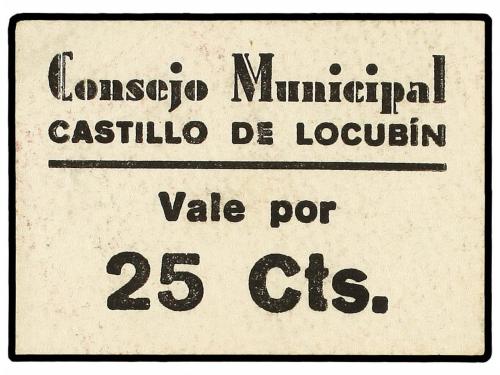 Consejo Municipal
CASTILLO DE LOCUBÍN
Vale por
25 Cts.